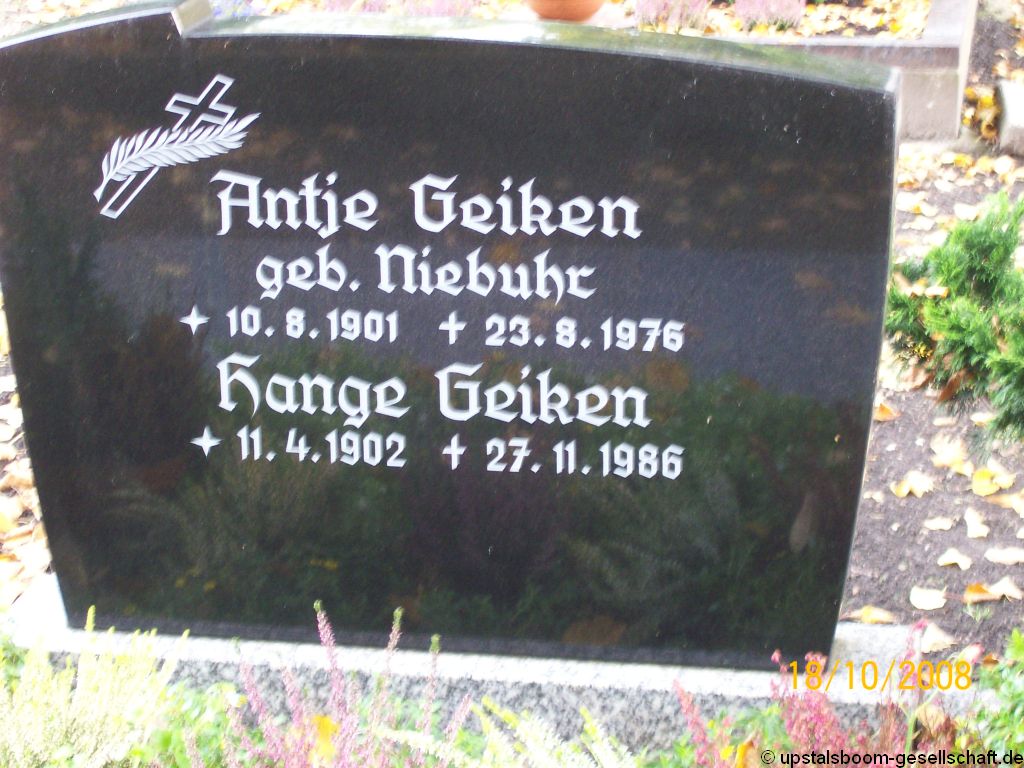 Antje Geiken
geb. Niebuhr
✦ 10.8.1901 ✝ 23.8.1976
Hange Geiken
✦ 11.4.1902 ✝ 27.11.1986
18/10/2008
© upstalsboom-gesellschaft.de